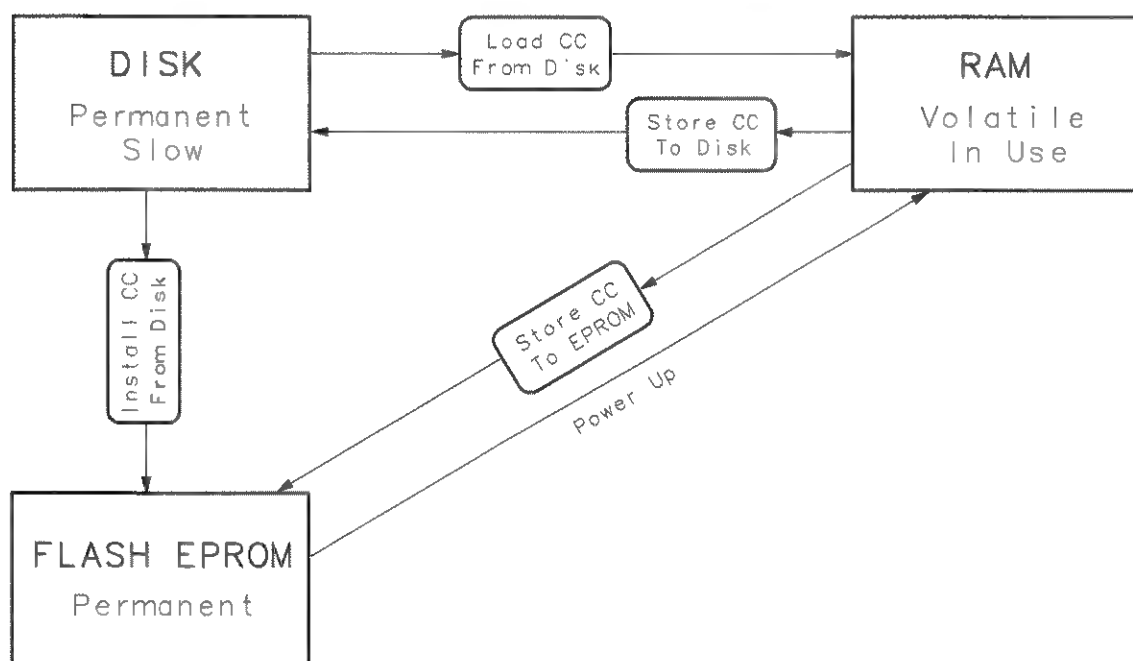 DISK
Permanent
Slow
Load CC
From Disk
Store CC
To Disk
RAM
Volatile
In Use
Install CC
From Disk
Store CC
To EPROM
Power Up
FLASH EPROM
Permanent